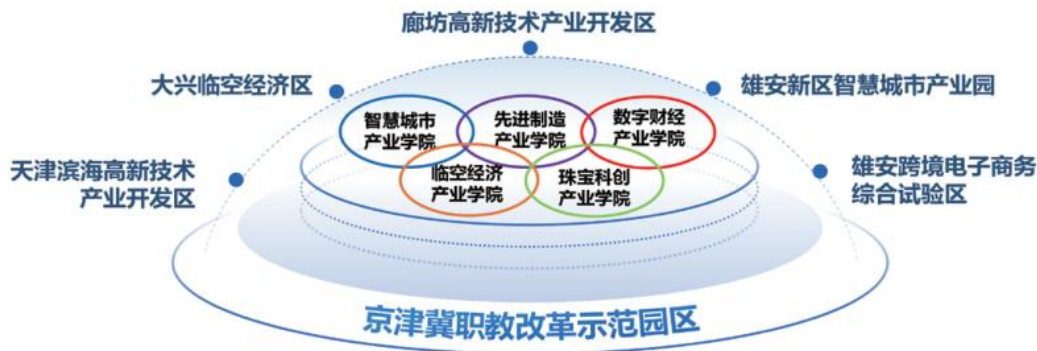 廊坊高新技术产业开发区
大兴临空经济区
雄安新区智慧城市产业园
智慧城市
产业学院
先进制造
产业学院
数字财经
产业学院
天津滨海高新技术
产业开发区
临空经济
产业学院
珠宝科创
产业学院
雄安跨境电子商务
综合试验区
京津冀职教改革示范园区